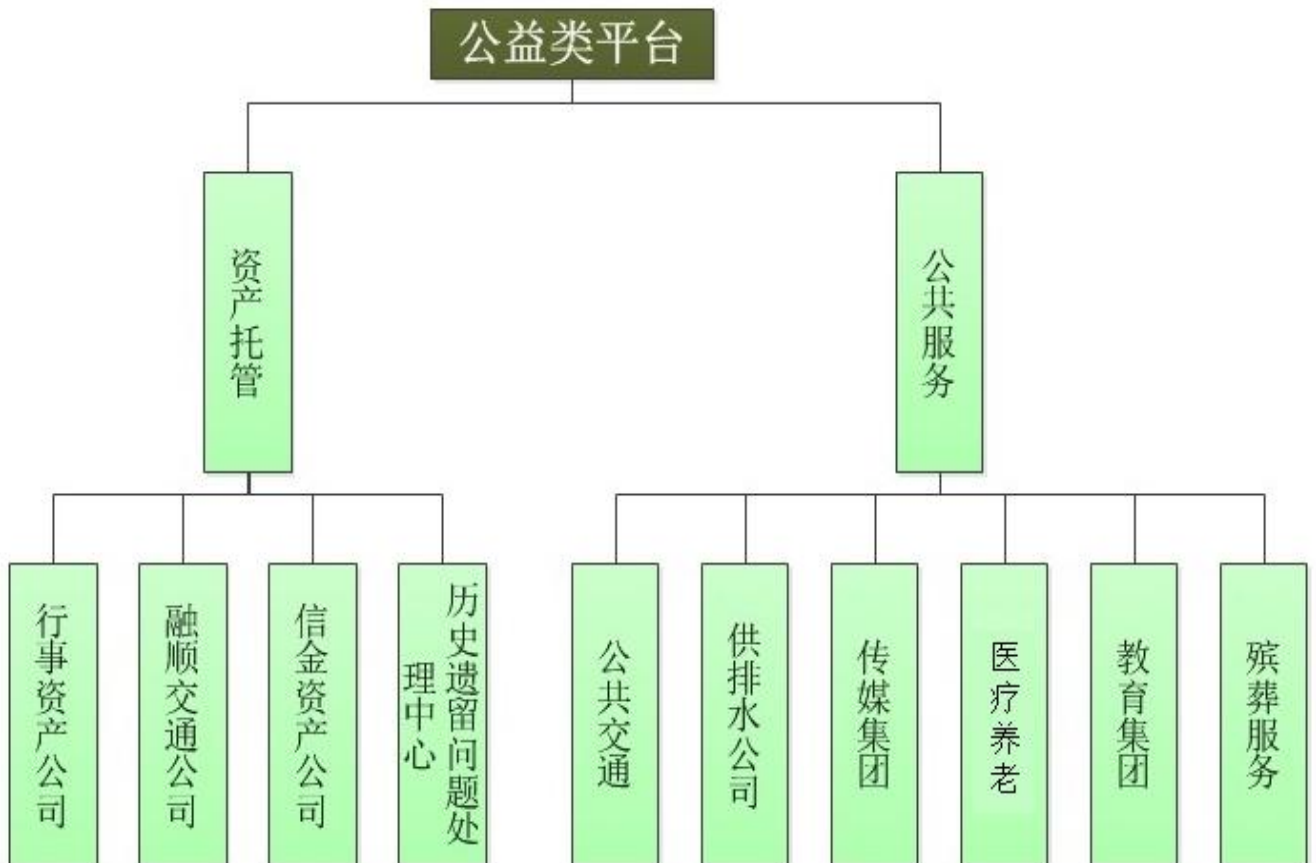 公益类平台
资产托管
公共服务
行事资产公司
融顺交通公司
信金资产公司
历史遗留问题处
理中心
公共交通
供排水公司
传媒集团
医疗养老
教育集团
殡葬服务